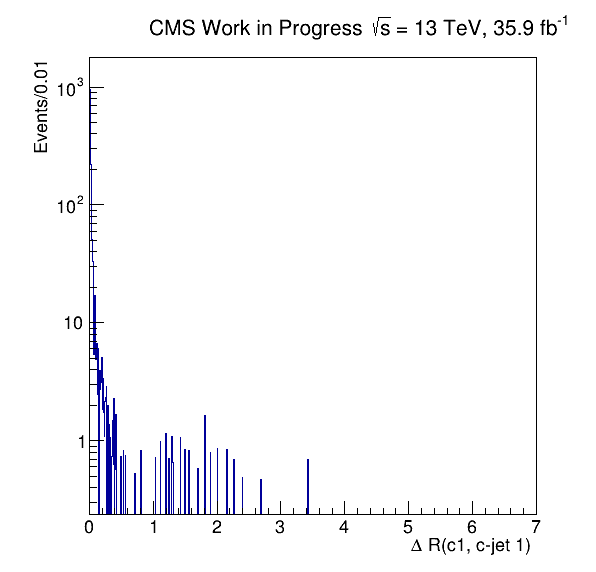 CMS Work in Progress √s = 13 TeV, 35.9 fb⁻¹
Events/0.01
10³
10²
10
1
0 1 2 3 4 5 6 7
Δ R(c1, c-jet 1)